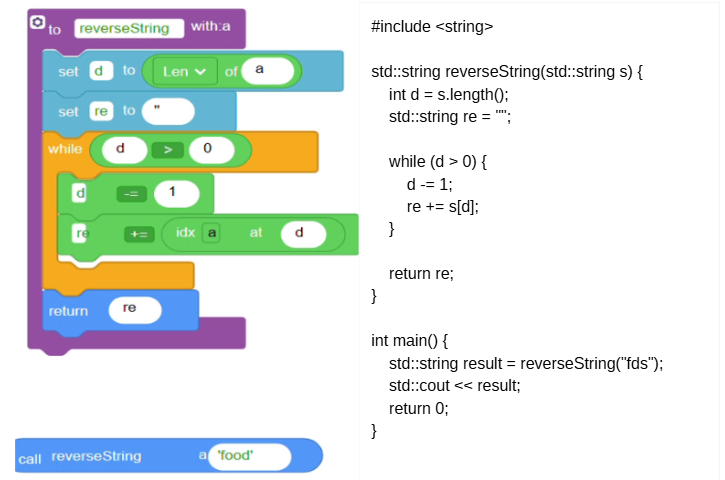 to reverseString with:a
set d to Len of a
set re to "
while d > 0
d -= 1
re += idx a at d
return re
call reverseString a 'food'
#include <string>
std::string reverseString(std::string s) {
int d = s.length();
std::string re = "";
while (d > 0) {
d -= 1;
re += s[d];
}
return re;
}
int main() {
std::string result = reverseString("fds");
std::cout << result;
return 0;
}